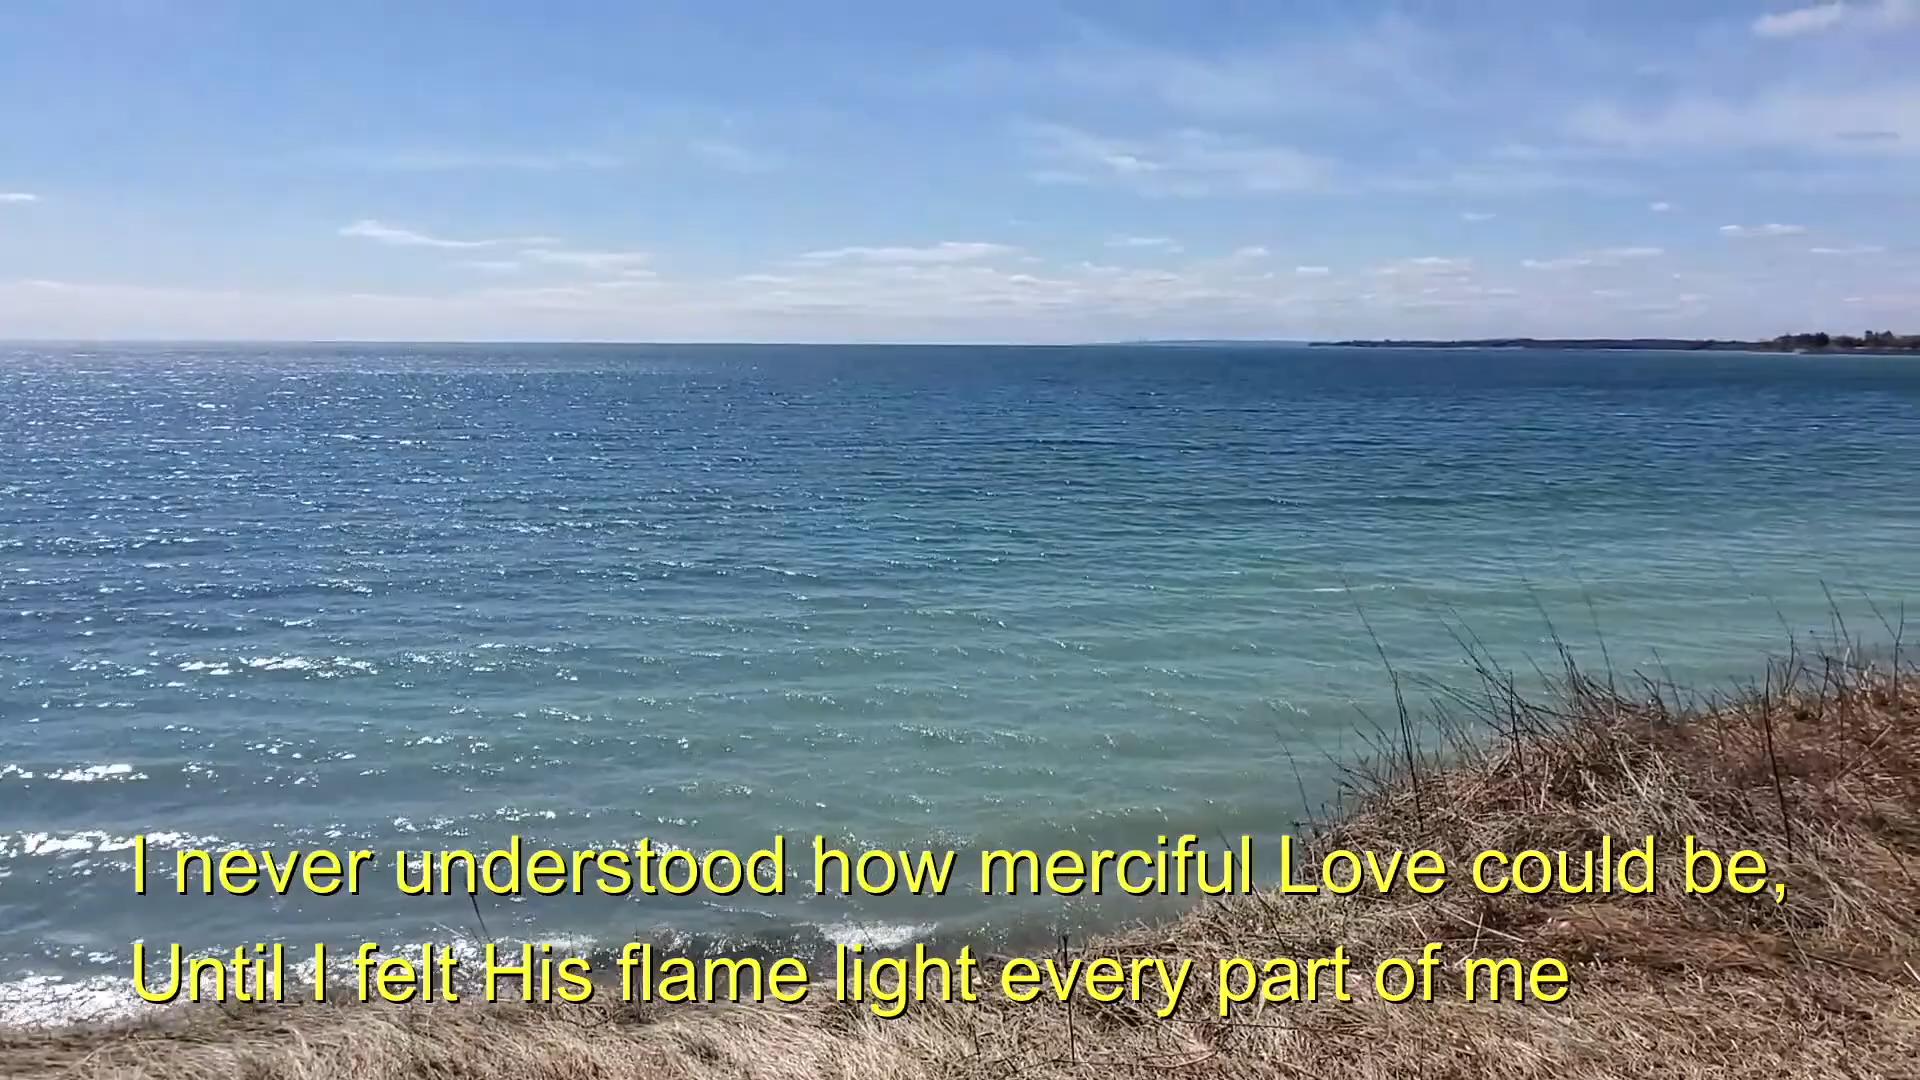 I never understood how merciful Love could be,
Until I felt His flame light every part of me